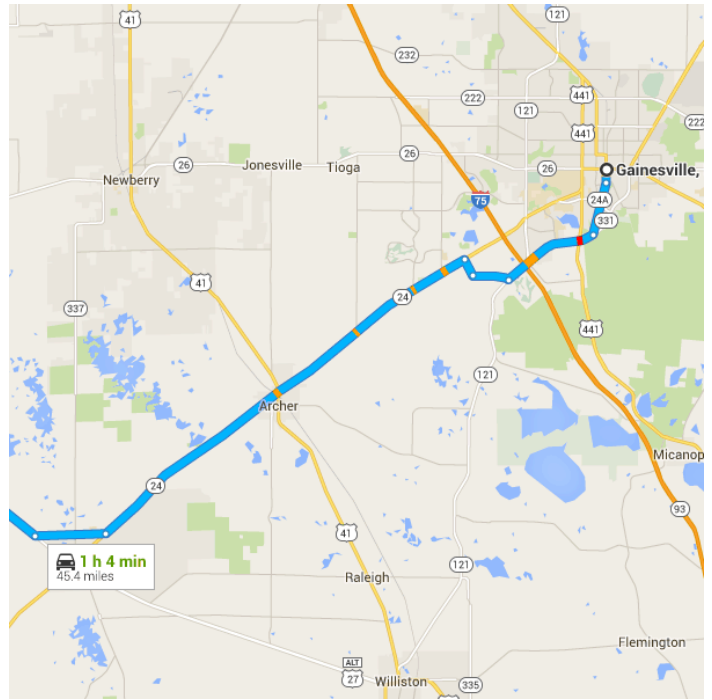 41
121
232
441
222
121
222
441
26
Jonesville
Tioga
26
26
Gainesville,
Newberry
24A
75
331
41
24
337
441
121
Archer
Micanop
24
93
1 h 4 min
45.4 miles
41
121
Raleigh
Flemington
ALT
27
Williston
335